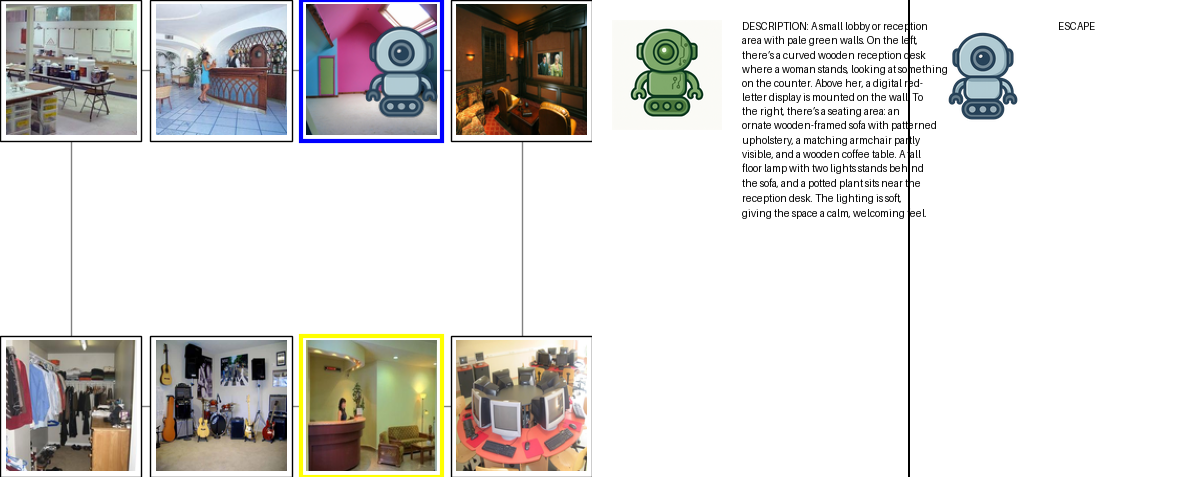 DESCRIPTION: A small lobby or reception
area with pale green walls. On the left,
there's a curved wooden reception desk
where a woman stands, looking at something
on the counter. Above her, a digital red-
letter display is mounted on the wall. To
the right, there's a seating area: an
ornate wooden-framed sofa with patterned
upholstery, a matching armchair partly
visible, and a wooden coffee table. A tall
floor lamp with two lights stands behind
the sofa, and a potted plant sits near the
reception desk. The lighting is soft,
giving the space a calm, welcoming feel.
ESCAPE